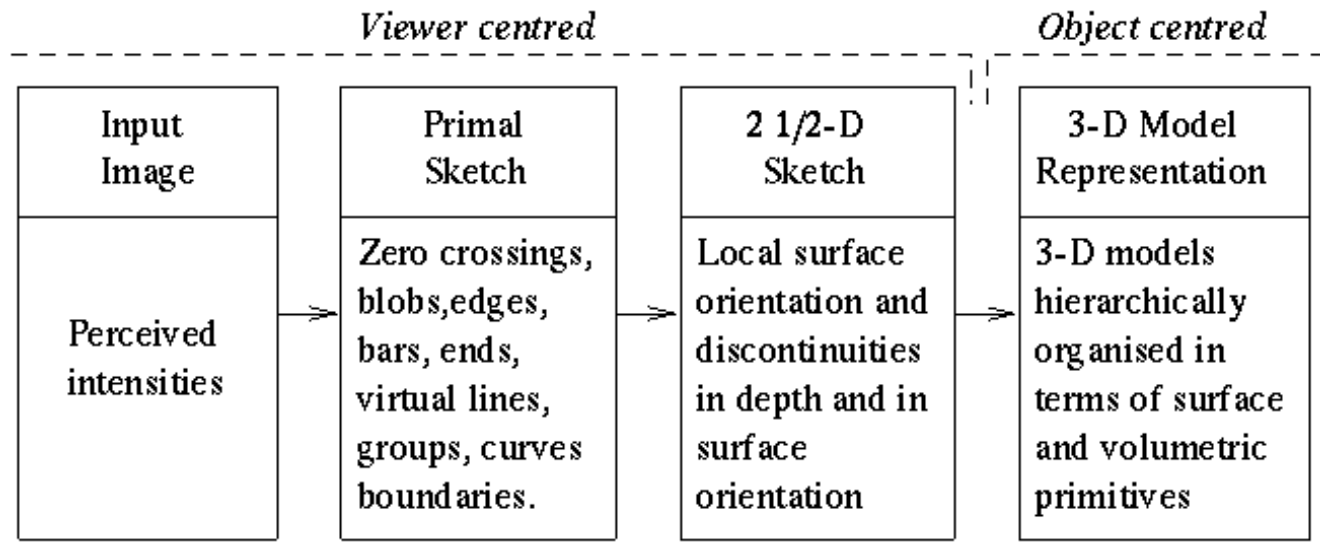 Viewer centred
Object centred
Input
Image
Perceived
intensities
Primal
Sketch
Zero crossings,
blobs,edges,
bars, ends,
virtual lines,
groups, curves
boundaries.
2 1/2-D
Sketch
Local surface
orientation and
discontinuities
in depth and in
surface
orientation
3-D Model
Representation
3-D models
hierarchically
organised in
terms of surface
and volumetric
primitives